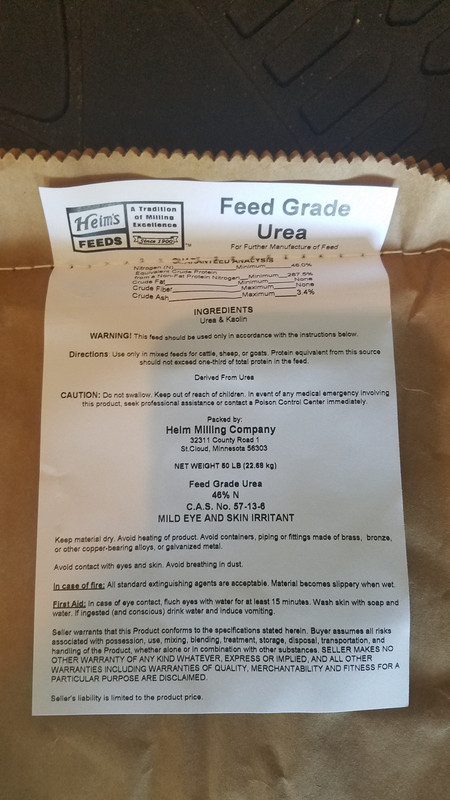 Heim's
FEEDS
A Tradition
of Milling
Excellence
Since 1900
TM
Feed Grade
Urea
For Further Manufacture of Feed
GUARANTEED ANALYSIS
Nitrogen (N) Minimum 46.0%
Equivalent Crude Protein
from a Non-Fat Protein Nitrogen Minimum 287.5%
Crude Fat Minimum None
Crude Fiber Maximum None
Crude Ash Maximum 3.4%
INGREDIENTS
Urea & Kaolin
WARNING! This feed should be used only in accordance with the instructions below.
Directions: Use only in mixed feeds for cattle, sheep, or goats. Protein equivalent from this source
should not exceed one-third of total protein in the feed.
Derived From Urea
CAUTION: Do not swallow. Keep out of reach of children. In event of any medical emergency involving
this product, seek professional assistance or contact a Poison Control Center immediately.
Packed by:
Heim Milling Company
32311 County Road 1
St.Cloud, Minnesota 56303
NET WEIGHT 50 LB (22.68 kg)
Feed Grade Urea
46% N
C.A.S. No. 57-13-6
MILD EYE AND SKIN IRRITANT
Keep material dry. Avoid heating of product. Avoid containers, piping or fittings made of brass, bronze,
or other copper-bearing alloys, or galvanized metal.
Avoid contact with eyes and skin. Avoid breathing in dust.
In case of fire: All standard extinguishing agents are acceptable. Material becomes slippery when wet.
First Aid: In case of eye contact, fluch eyes with water for at least 15 minutes. Wash skin with soap and
water. If ingested (and conscious) drink water and induce vomiting.
Seller warrants that this Product conforms to the specifications stated herein. Buyer assumes all risks
associated with possession, use, mixing, blending, treatment, storage, disposal, transportation, and
handling of the Product, whether alone or in combination with other substances. SELLER MAKES NO
OTHER WARRANTY OF ANY KIND WHATEVER, EXPRESS OR IMPLIED, AND ALL OTHER
WARRANTIES INCLUDING WARRANTIES OF QUALITY, MERCHANTABILITY AND FITNESS FOR A
PARTICULAR PURPOSE ARE DISCLAIMED.
Seller's liability is limited to the product price.